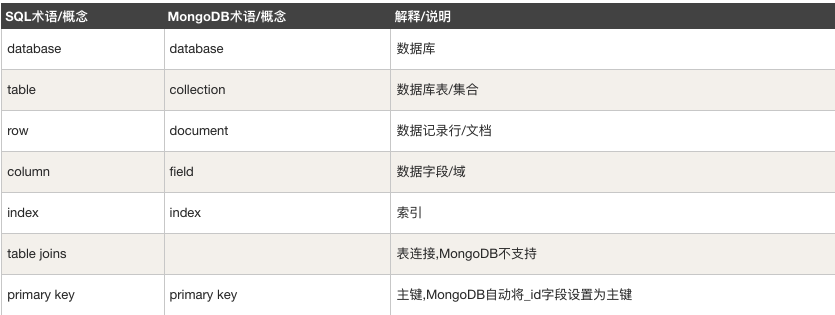 SQL术语/概念 MongoDB术语/概念 解释/说明
database database 数据库
table collection 数据库表/集合
row document 数据记录行/文档
column field 数据字段/域
index index 索引
table joins 表连接,MongoDB不支持
primary key primary key 主键,MongoDB自动将_id字段设置为主键